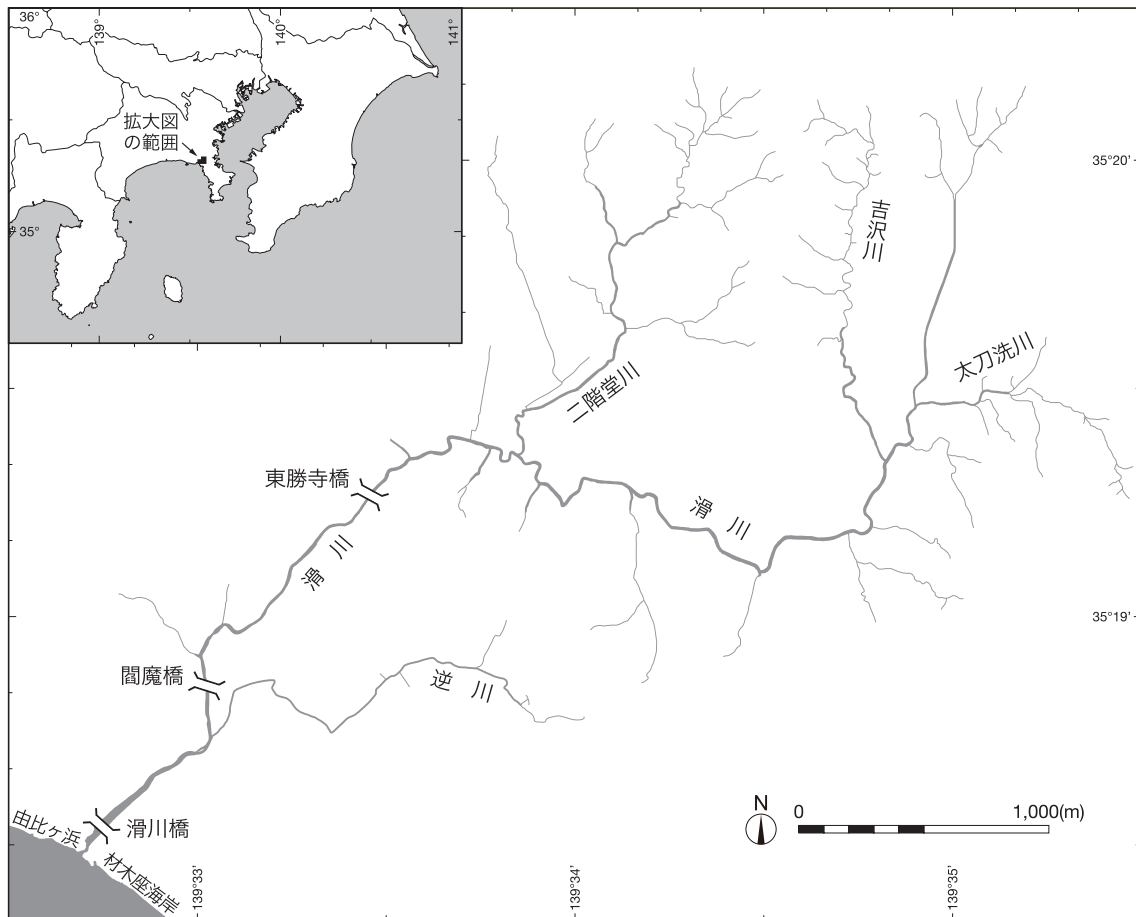 36°
139°
140°
141°
拡大図
の範囲
35°
35°20'
吉沢川
太刀洗川
二階堂川
東勝寺橋
滑川
滑川
35°19'
閻魔橋
逆川
N
0
1,000(m)
由比ヶ浜
滑川橋
材木座海岸
139°33'
139°34'
139°35'